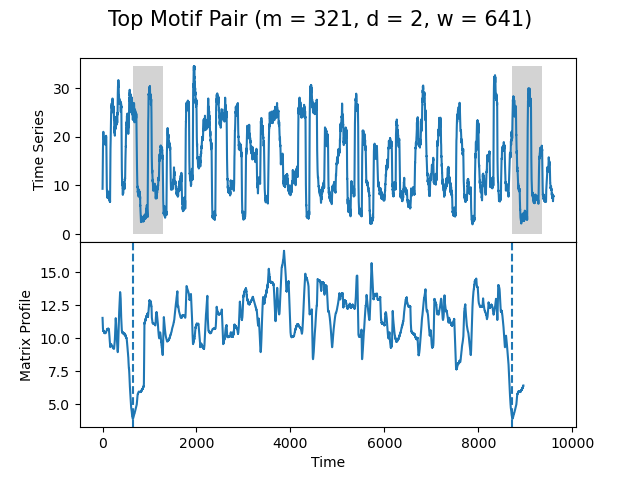 Top Motif Pair (m = 321, d = 2, w = 641)
30
20
10
0
Time Series
15.0
12.5
10.0
7.5
5.0
Matrix Profile
0 2000 4000 6000 8000 10000
Time